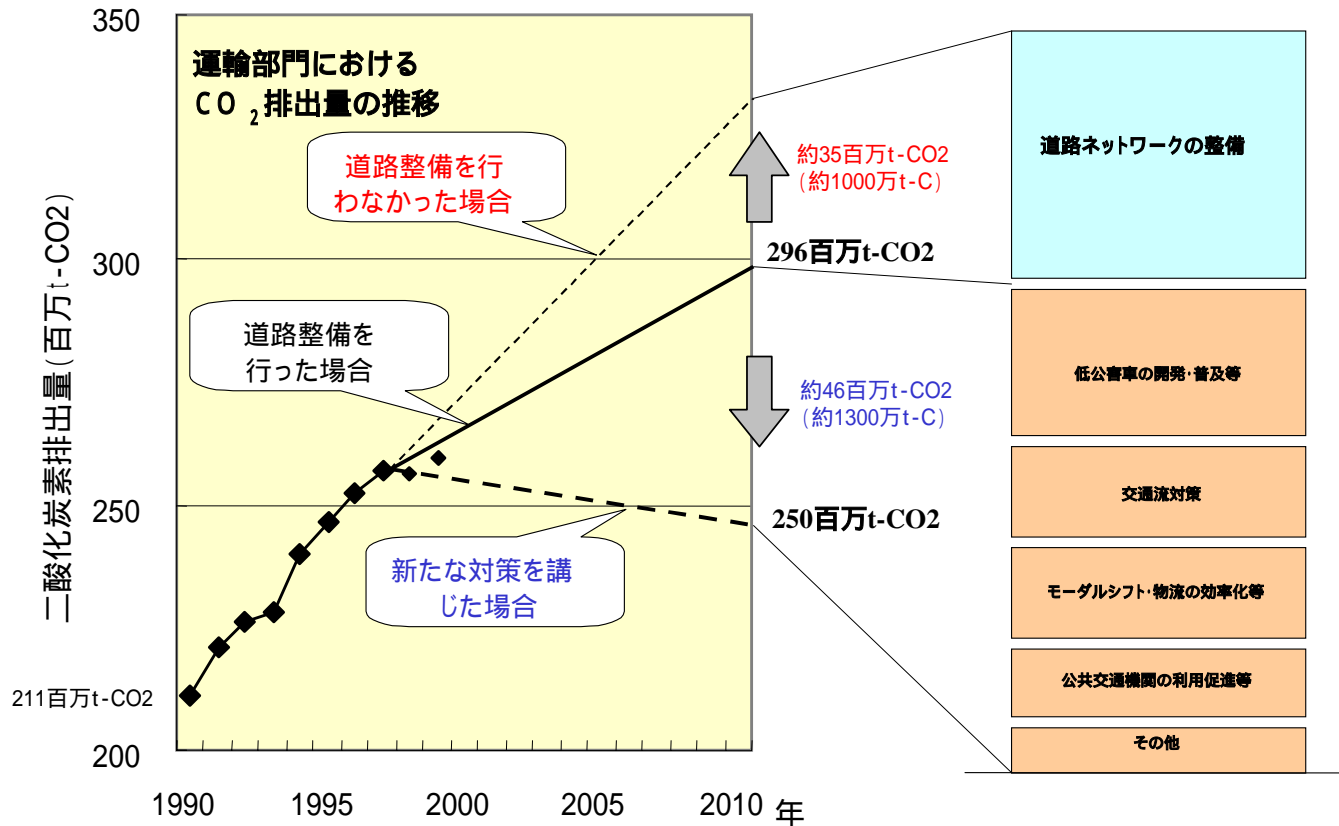 350
運輸部門における
CO2排出量の推移
道路整備を行
わなかった場合
約35百万t-CO2
(約1000万t-C)
道路ネットワークの整備
二酸化炭素排出量(百万t-CO2)
300
296百万t-CO2
道路整備を
行った場合
約46百万t-CO2
(約1300万t-C)
低公害車の開発・普及等
250
250百万t-CO2
交通流対策
新たな対策を講
じた場合
モーダルシフト・物流の効率化等
211百万t-CO2
公共交通機関の利用促進等
200
その他
1990
1995
2000
2005
2010
年